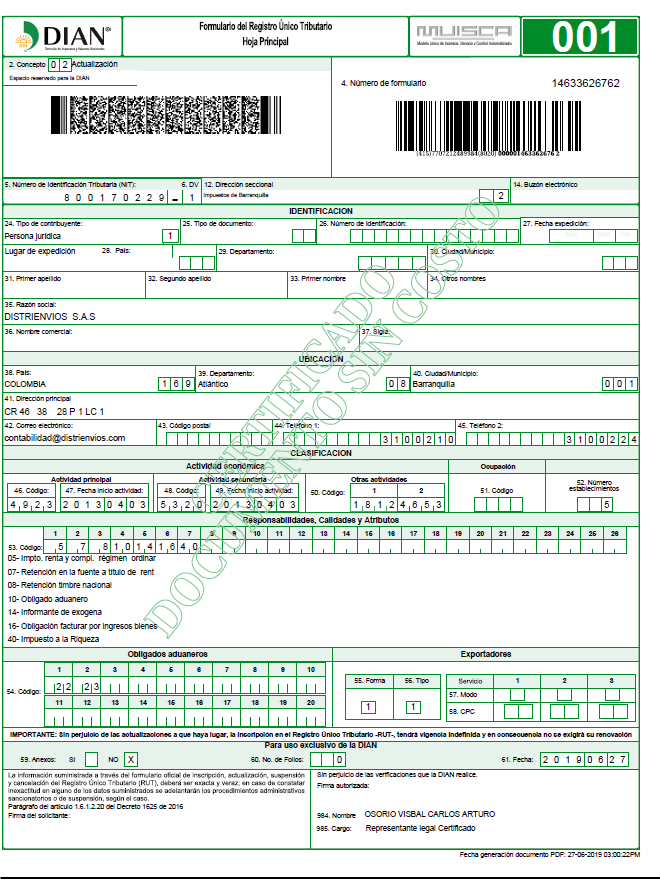 DIAN
Dirección de Impuestos y Aduanas Nacionales
Formulario del Registro Único Tributario
Hoja Principal
MUISCA
Modelo Único de Ingresos, Servicio y Control Automatizado
001
2. Concepto 0 2 Actualización
Espacio reservado para la DIAN
4. Número de formulario 14633626762
(415)7707212489984(8020) 000001463362676 2
5. Número de Identificación Tributaria (NIT): 6. DV 12. Dirección seccional 14. Buzón electrónico
8 0 0 1 7 0 2 2 9 - 1 Impuestos de Barranquilla 2
IDENTIFICACION
24. Tipo de contribuyente: 25. Tipo de documento: 26. Número de Identificación: 27. Fecha expedición:
Persona jurídica 1
Lugar de expedición 28. País: 29. Departamento: 30. Ciudad/Municipio:
31. Primer apellido 32. Segundo apellido 33. Primer nombre 34. Otros nombres
35. Razón social:
DISTRIENVIOS S.A.S
36. Nombre comercial: 37. Sigla:
UBICACION
38. País: 39. Departamento: 40. Ciudad/Municipio:
COLOMBIA 1 6 9 Atlántico 0 8 Barranquilla 0 0 1
41. Dirección principal
CR 46 38 28 P 1 LC 1
42. Correo electrónico: 43. Código postal 44. Teléfono 1: 45. Teléfono 2:
contabilidad@distrienvios.com 3 1 0 0 2 1 0 3 1 0 0 2 2 4
CLASIFICACION
Actividad económica Ocupación
Actividad principal Actividad secundaria Otras actividades 52. Número establecimientos
46. Código: 47. Fecha inicio actividad: 48. Código: 49. Fecha inicio actividad: 50. Código: 1 2 51. Código
4 9 2 3 2 0 1 3 0 4 0 3 5 3 2 0 2 0 1 3 0 4 0 3 1 8 1 2 4 6 5 3 5
Responsabilidades, Calidades y Atributos
1 2 3 4 5 6 7 8 9 10 11 12 13 14 15 16 17 18 19 20 21 22 23 24 25 26
53. Código: 5 7 8 1 0 1 4 1 6 4 0
05- Impto. renta y compl. régimen ordinar
07- Retención en la fuente a título de rent
08- Retención timbre nacional
10- Obligado aduanero
14- Informante de exogena
16- Obligación facturar por ingresos bienes
40- Impuesto a la Riqueza
CERTIFICADO
DOCUMENTO SIN COSTO
Obligados aduaneros Exportadores
1 2 3 4 5 6 7 8 9 10
54. Código: 2 2 2 3
11 12 13 14 15 16 17 18 19 20
55. Forma 56. Tipo Servicio 1 2 3
1 1 57. Modo
58. CPC
IMPORTANTE: Sin perjuicio de las actualizaciones a que haya lugar, la inscripción en el Registro Único Tributario -RUT-, tendrá vigencia indefinida y en consecuencia no se exigirá su renovación
Para uso exclusivo de la DIAN
59. Anexos: SI NO X 60. No. de Folios: 0 61. Fecha: 2 0 1 9 0 6 2 7
La información suministrada a través del formulario oficial de inscripción, actualización, suspensión
y cancelación del Registro Único Tributario (RUT), deberá ser exacta y veraz; en caso de constatar
inexactitud en alguno de los datos suministrados se adelantarán los procedimientos administrativos
sancionatorios o de suspensión, según el caso.
Parágrafo del artículo 1.6.1.2.20 del Decreto 1625 de 2016
Firma del solicitante:
Sin perjuicio de las verificaciones que la DIAN realice.
Firma autorizada:
984. Nombre OSORIO VISBAL CARLOS ARTURO
985. Cargo: Representante legal Certificado
Fecha generación documento PDF: 27-06-2019 03:00:22PM